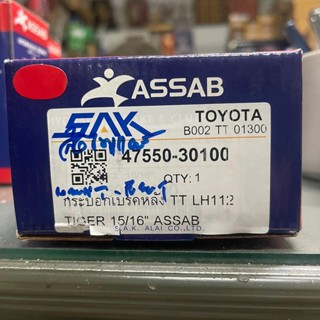 ASSAB
SAK
TOYOTA
B002 TT 01300
47550-30100
QTY: 1
กระบอกเบรคหลัง TT LH112
TIGER 15/16" ASSAB
S.A.K. ALAI CO.,LTD.